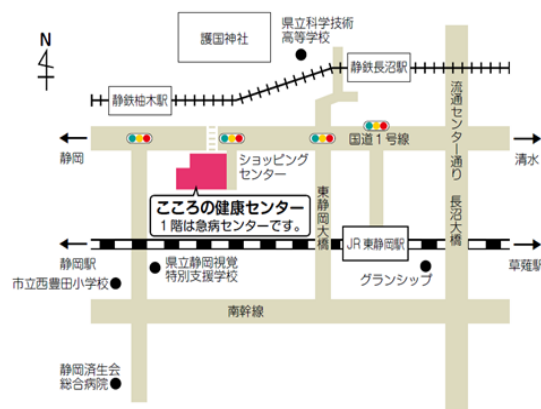 N
護国神社
県立科学技術
高等学校
静鉄長沼駅
静鉄柚木駅
流通センター通り 長沼大橋
国道1号線
静岡
清水
ショッピング
センター
こころの健康センター
1階は急病センターです。
東静岡大橋
JR東静岡駅
静岡駅
草薙駅
県立静岡視覚
特別支援学校
グランシップ
市立西豊田小学校
南幹線
静岡済生会
総合病院